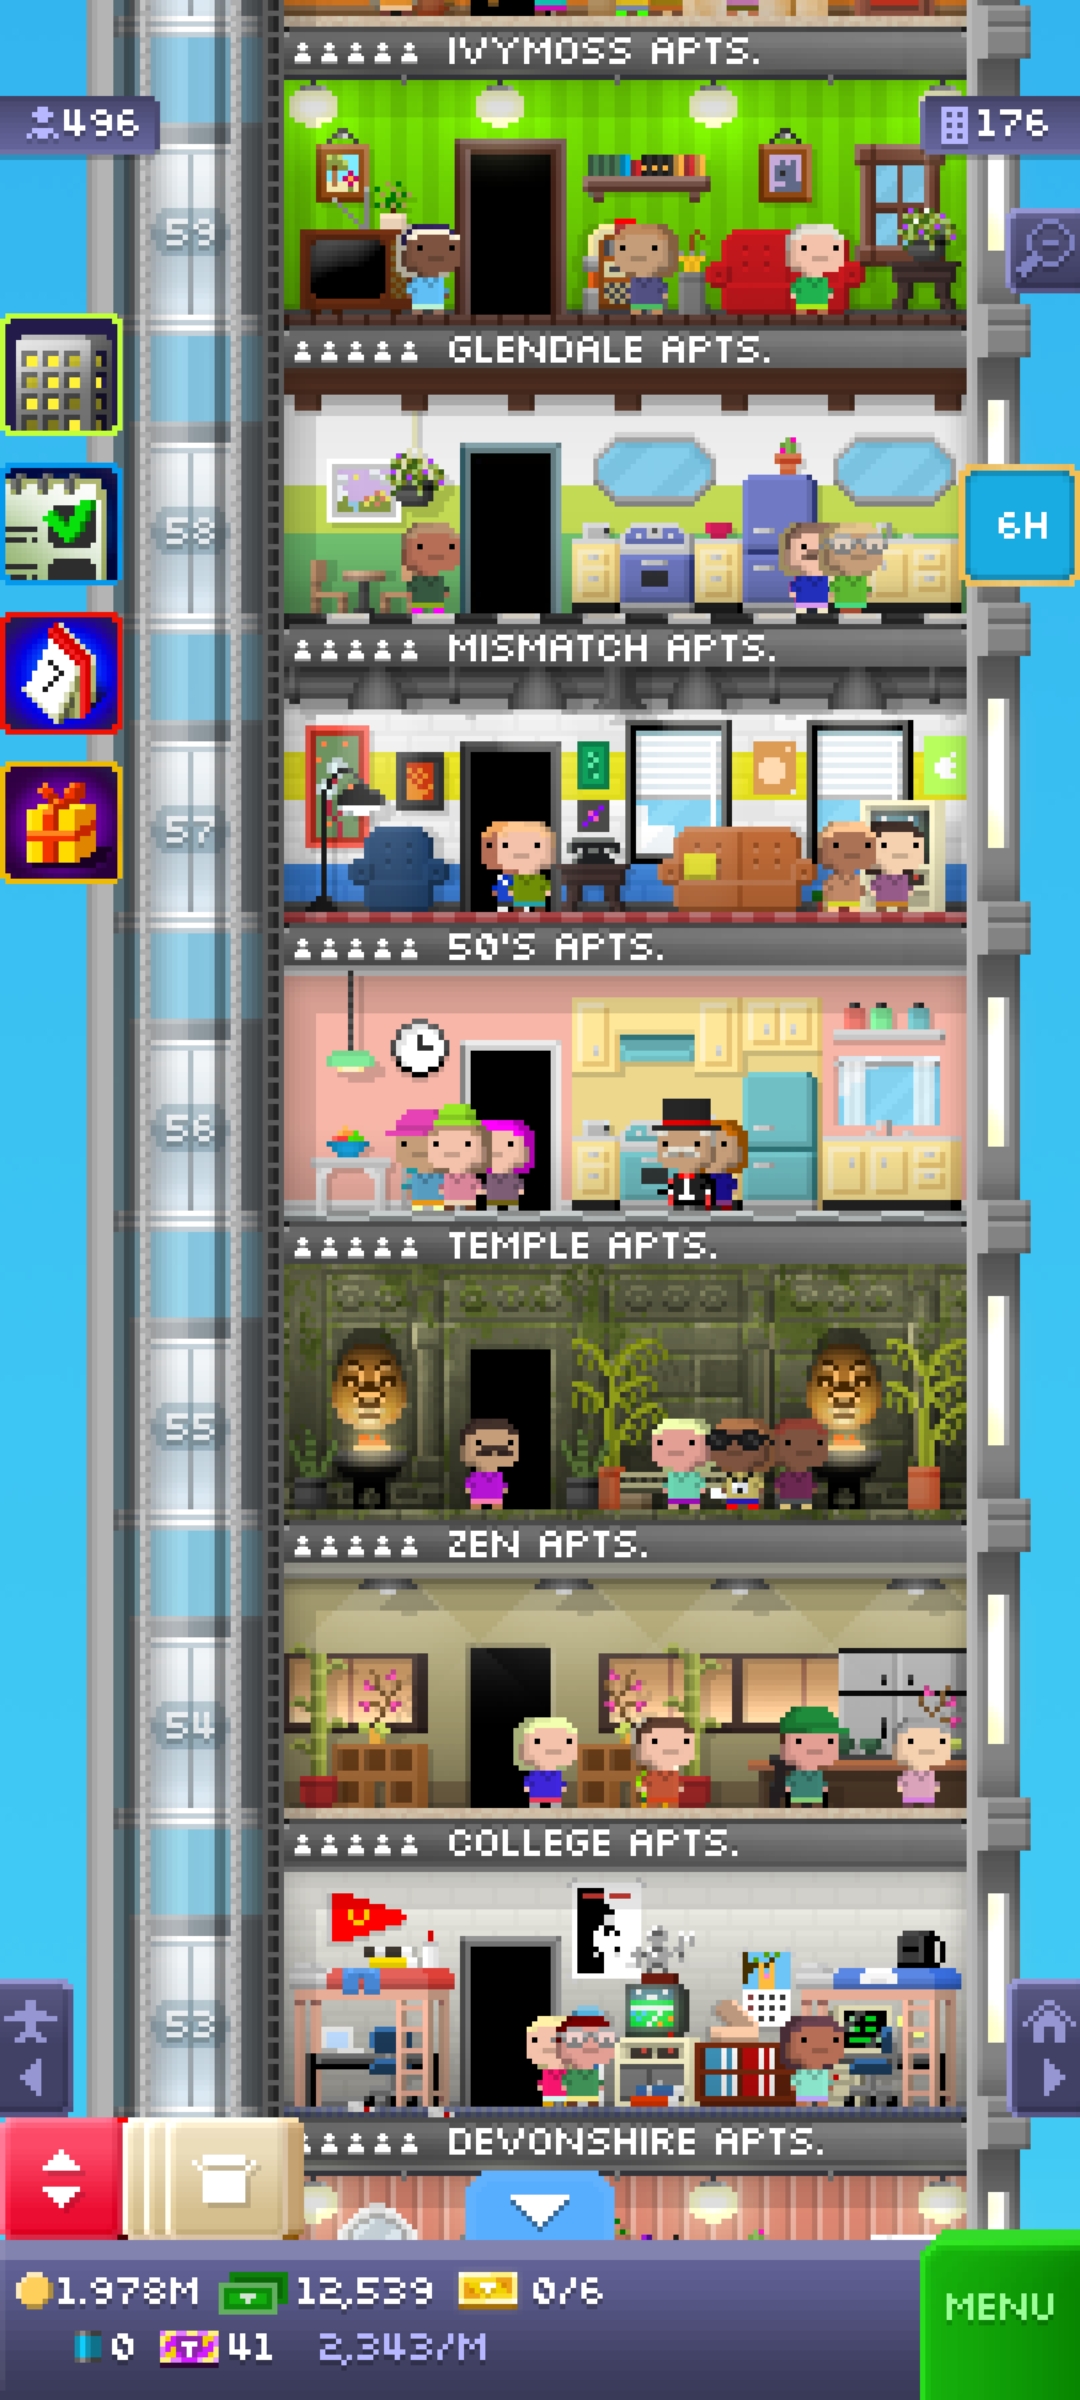 IVYMOSS APTS.
496
176
58
GLENDALE APTS.
58
6H
MISMATCH APTS.
57
50'S APTS.
56
TEMPLE APTS.
55
ZEN APTS.
54
COLLEGE APTS.
53
DEVONSHIRE APTS.
1.978M 12,539 0/6
MENU
0 41 2,343/M